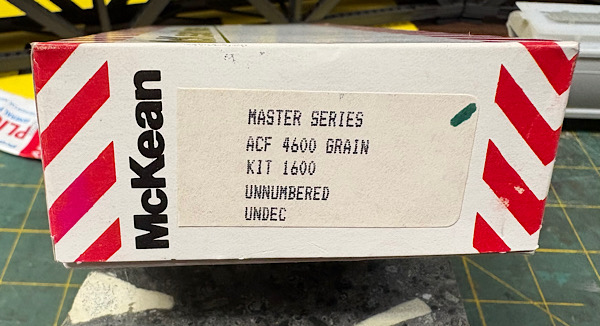 McKean
MASTER SERIES
ACF 4600 GRAIN
KIT 1600
UNNUMBERED
UNDEC